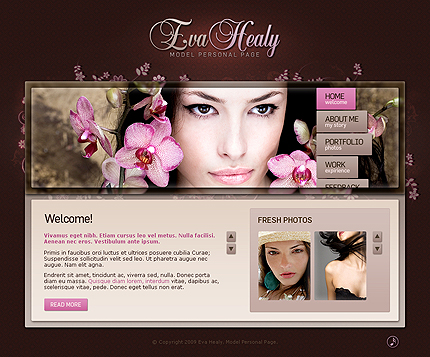 Eva Healy
MODEL PERSONAL PAGE
HOME
welcome
ABOUT ME
my story
PORTFOLIO
photos
WORK
expirience
FEEDBACK
Welcome!
Vivamus eget nibh. Etiam cursus leo vel metus. Nulla facilisi.
Aenean nec eros. Vestibulum ante ipsum.
Primis in faucibus orci luctus et ultrices posuere cubilia Curae;
Suspendisse sollicitudin velit sed leo. Ut pharetra augue nec
augue. Nam elit agna.
Endrerit sit amet, tincidunt ac, viverra sed, nulla. Donec porta
diam eu massa. Quisque diam lorem, interdum vitae, dapibus ac,
scelerisque vitae, pede. Donec eget tellus non erat.
READ MORE
FRESH PHOTOS
© Copyright 2009 Eva Healy. Model Personal Page.